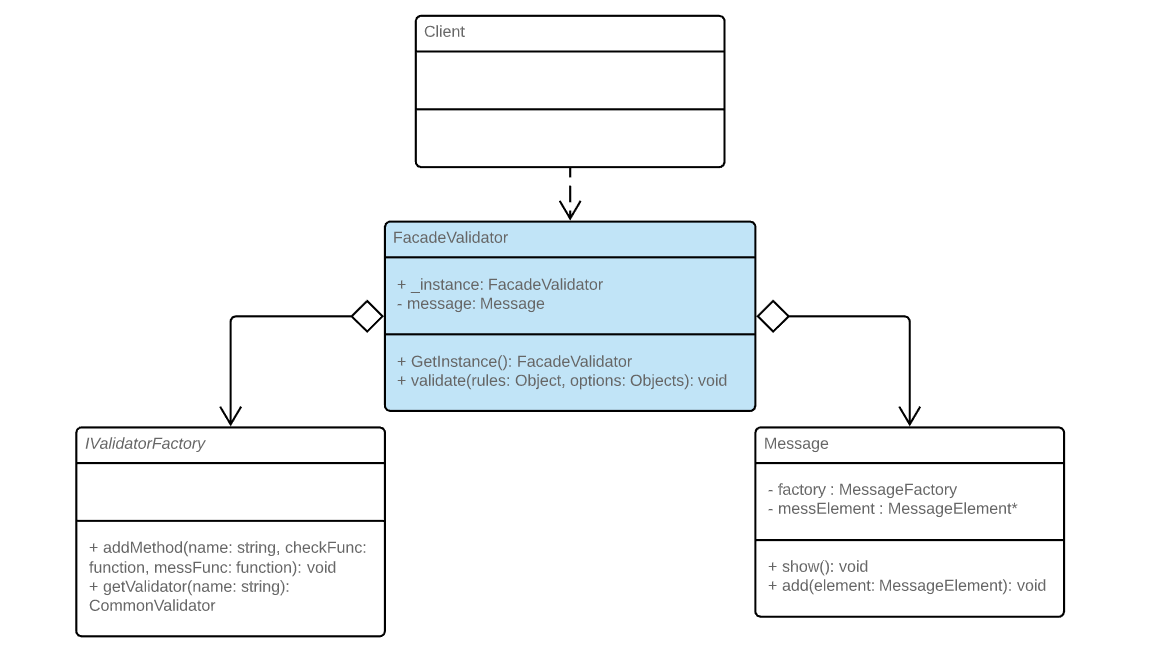 Client
FacadeValidator
+ _instance: FacadeValidator
- message: Message
+ GetInstance(): FacadeValidator
+ validate(rules: Object, options: Objects): void
IValidatorFactory
+ addMethod(name: string, checkFunc:
function, messFunc: function): void
+ getValidator(name: string):
CommonValidator
Message
- factory : MessageFactory
- messElement : MessageElement*
+ show(): void
+ add(element: MessageElement): void